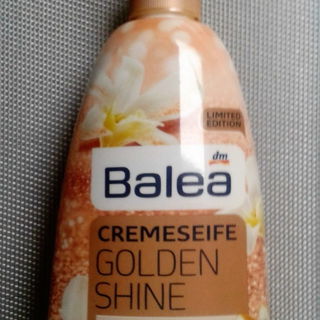 LIMITED
EDITION
dm
Balea
CREMESEIFE
GOLDEN
SHINE